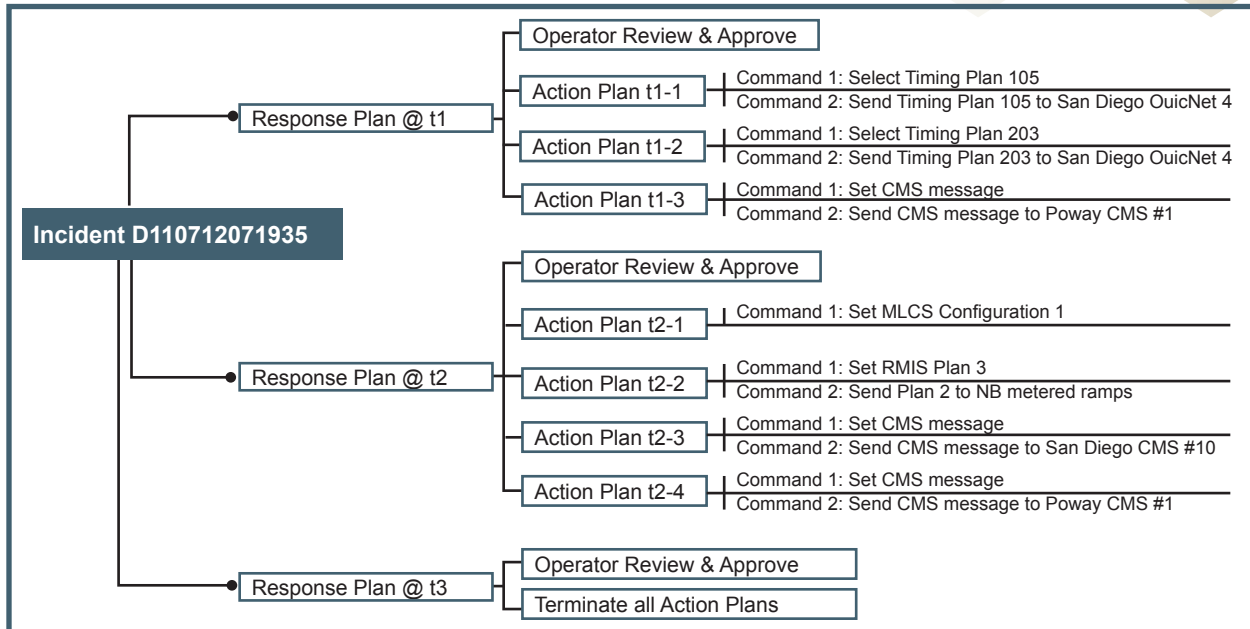 Operator Review & Approve
Action Plan t1-1
Command 1: Select Timing Plan 105
Command 2: Send Timing Plan 105 to San Diego OuicNet 4
Response Plan @ t1
Action Plan t1-2
Command 1: Select Timing Plan 203
Command 2: Send Timing Plan 203 to San Diego OuicNet 4
Action Plan t1-3
Command 1: Set CMS message
Command 2: Send CMS message to Poway CMS #1
Incident D110712071935
Operator Review & Approve
Action Plan t2-1
Command 1: Set MLCS Configuration 1
Response Plan @ t2
Action Plan t2-2
Command 1: Set RMIS Plan 3
Command 2: Send Plan 2 to NB metered ramps
Action Plan t2-3
Command 1: Set CMS message
Command 2: Send CMS message to San Diego CMS #10
Action Plan t2-4
Command 1: Set CMS message
Command 2: Send CMS message to Poway CMS #1
Response Plan @ t3
Operator Review & Approve
Terminate all Action Plans